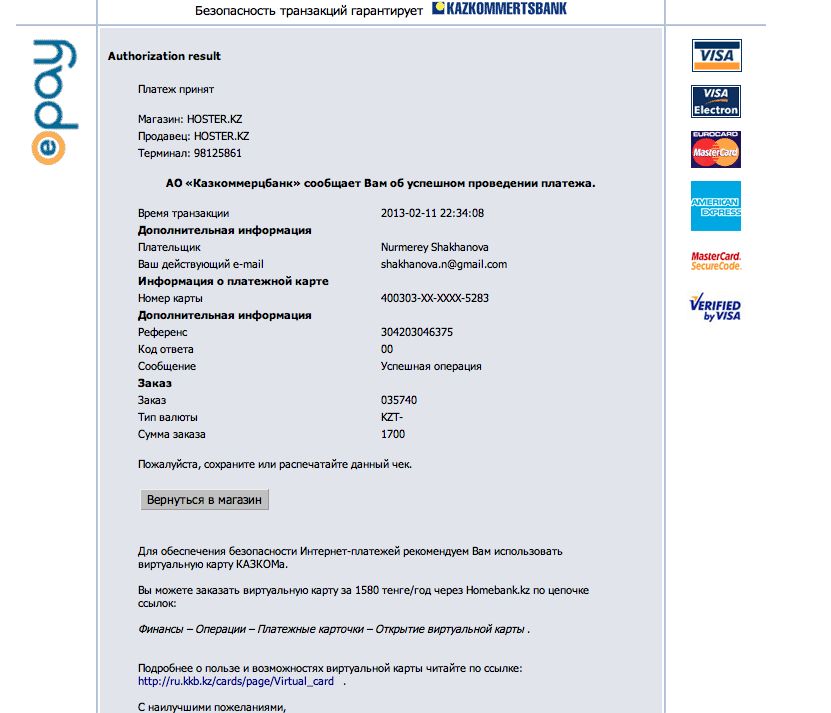 Безопасность транзакций гарантирует KAZKOMMERTSBANK
epay
Authorization result
Платеж принят
Магазин: HOSTER.KZ
Продавец: HOSTER.KZ
Терминал: 98125861
АО «Казкоммерцбанк» сообщает Вам об успешном проведении платежа.
Время транзакции 2013-02-11 22:34:08
Дополнительная информация
Плательщик Nurmerey Shakhanova
Ваш действующий e-mail shakhanova.n@gmail.com
Информация о платежной карте
Номер карты 400303-XX-XXXX-5283
Дополнительная информация
Референс 304203046375
Код ответа 00
Сообщение Успешная операция
Заказ
Заказ 035740
Тип валюты KZT-
Сумма заказа 1700
Пожалуйста, сохраните или распечатайте данный чек.
Вернуться в магазин
Для обеспечения безопасности Интернет-платежей рекомендуем Вам использовать
виртуальную карту КАЗКОМа.
Вы можете заказать виртуальную карту за 1580 тенге/год через Homebank.kz по цепочке
ссылок:
Финансы – Операции – Платежные карточки – Открытие виртуальной карты .
Подробнее о пользе и возможностях виртуальной карты читайте по ссылке:
http://ru.kkb.kz/cards/page/Virtual_card .
С наилучшими пожеланиями,
VISA
VISA
Electron
EUROCARD
MasterCard
AMERICAN
EXPRESS
MasterCard.
SecureCode.
VERIFIED
by VISA